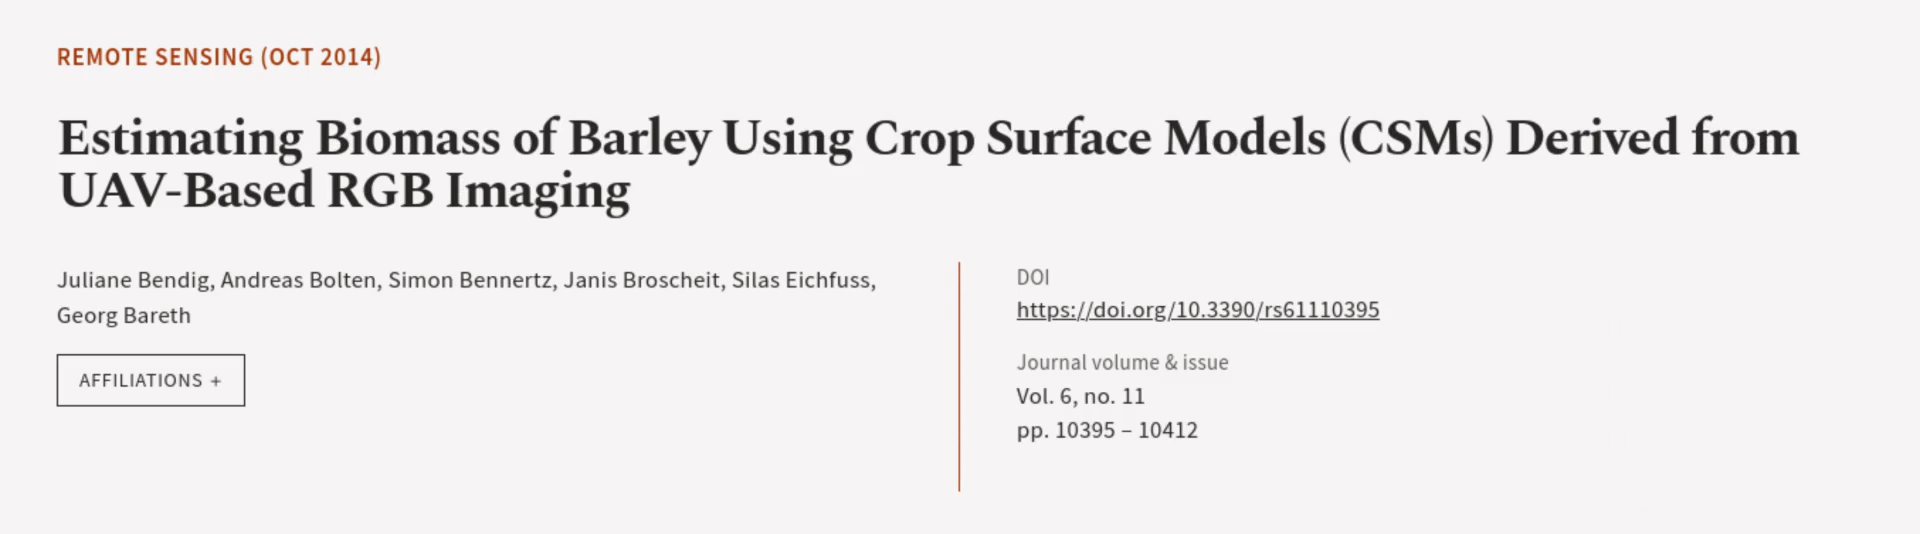 REMOTE SENSING (OCT 2014)
Estimating Biomass of Barley Using Crop Surface Models (CSMs) Derived from
UAV-Based RGB Imaging
Juliane Bendig, Andreas Bolten, Simon Bennertz, Janis Broscheit, Silas Eichfuss,
Georg Bareth
AFFILIATIONS +
DOI
https://doi.org/10.3390/rs61110395
Journal volume & issue
Vol. 6, no. 11
pp. 10395 – 10412